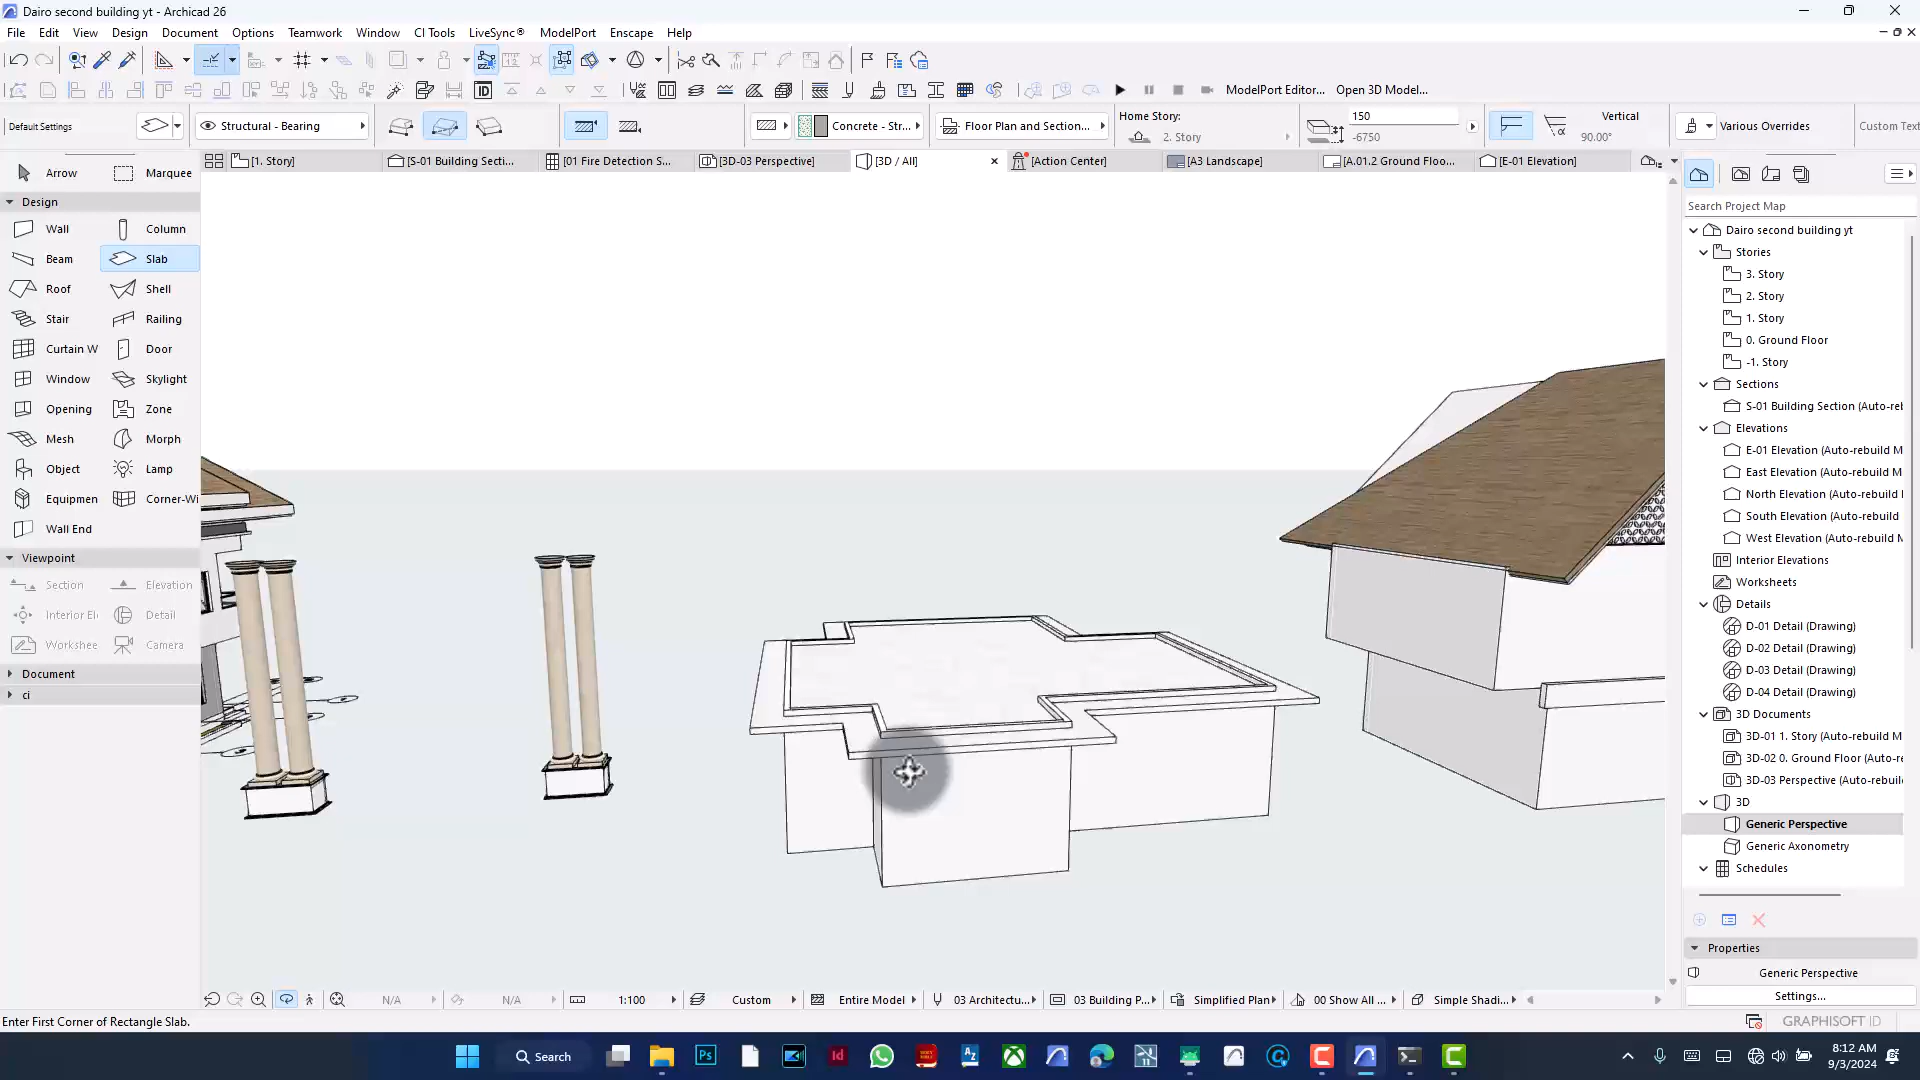 Dairo second building yt - Archicad 26
File Edit View Design Document Options Teamwork Window CI Tools LiveSync® ModelPort Enscape Help
ModelPort Editor... Open 3D Model...
Default Settings
Structural - Bearing
Concrete - Str...
Floor Plan and Section...
Home Story:
2. Story
150
-6750
Vertical
90.00°
Various Overrides
Custom Text
[1. Story]
[S-01 Building Secti...
[01 Fire Detection S...
[3D-03 Perspective]
[3D / All]
[Action Center]
[A3 Landscape]
[A.01.2 Ground Floo...
[E-01 Elevation]
Arrow Marquee
Design
Wall Column
Beam Slab
Roof Shell
Stair Railing
Curtain W Door
Window Skylight
Opening Zone
Mesh Morph
Object Lamp
Equipmen Corner-Wi
Wall End
Viewpoint
Section Elevation
Interior El Detail
Workshee Camera
Document
ci
Search Project Map
Dairo second building yt
Stories
3. Story
2. Story
1. Story
0. Ground Floor
-1. Story
Sections
S-01 Building Section (Auto-rel
Elevations
E-01 Elevation (Auto-rebuild M
East Elevation (Auto-rebuild M
North Elevation (Auto-rebuild
South Elevation (Auto-rebuild
West Elevation (Auto-rebuild M
Interior Elevations
Worksheets
Details
D-01 Detail (Drawing)
D-02 Detail (Drawing)
D-03 Detail (Drawing)
D-04 Detail (Drawing)
3D Documents
3D-01 1. Story (Auto-rebuild M
3D-02 0. Ground Floor (Auto-re
3D-03 Perspective (Auto-rebuil
3D
Generic Perspective
Generic Axonometry
Schedules
Properties
Generic Perspective
Settings...
N/A N/A 1:100 Custom Entire Model 03 Architectu... 03 Building P... Simplified Plan 00 Show All ... Simple Shadi...
Enter First Corner of Rectangle Slab.
GRAPHISOFT ID
Search
8:12 AM
9/3/2024